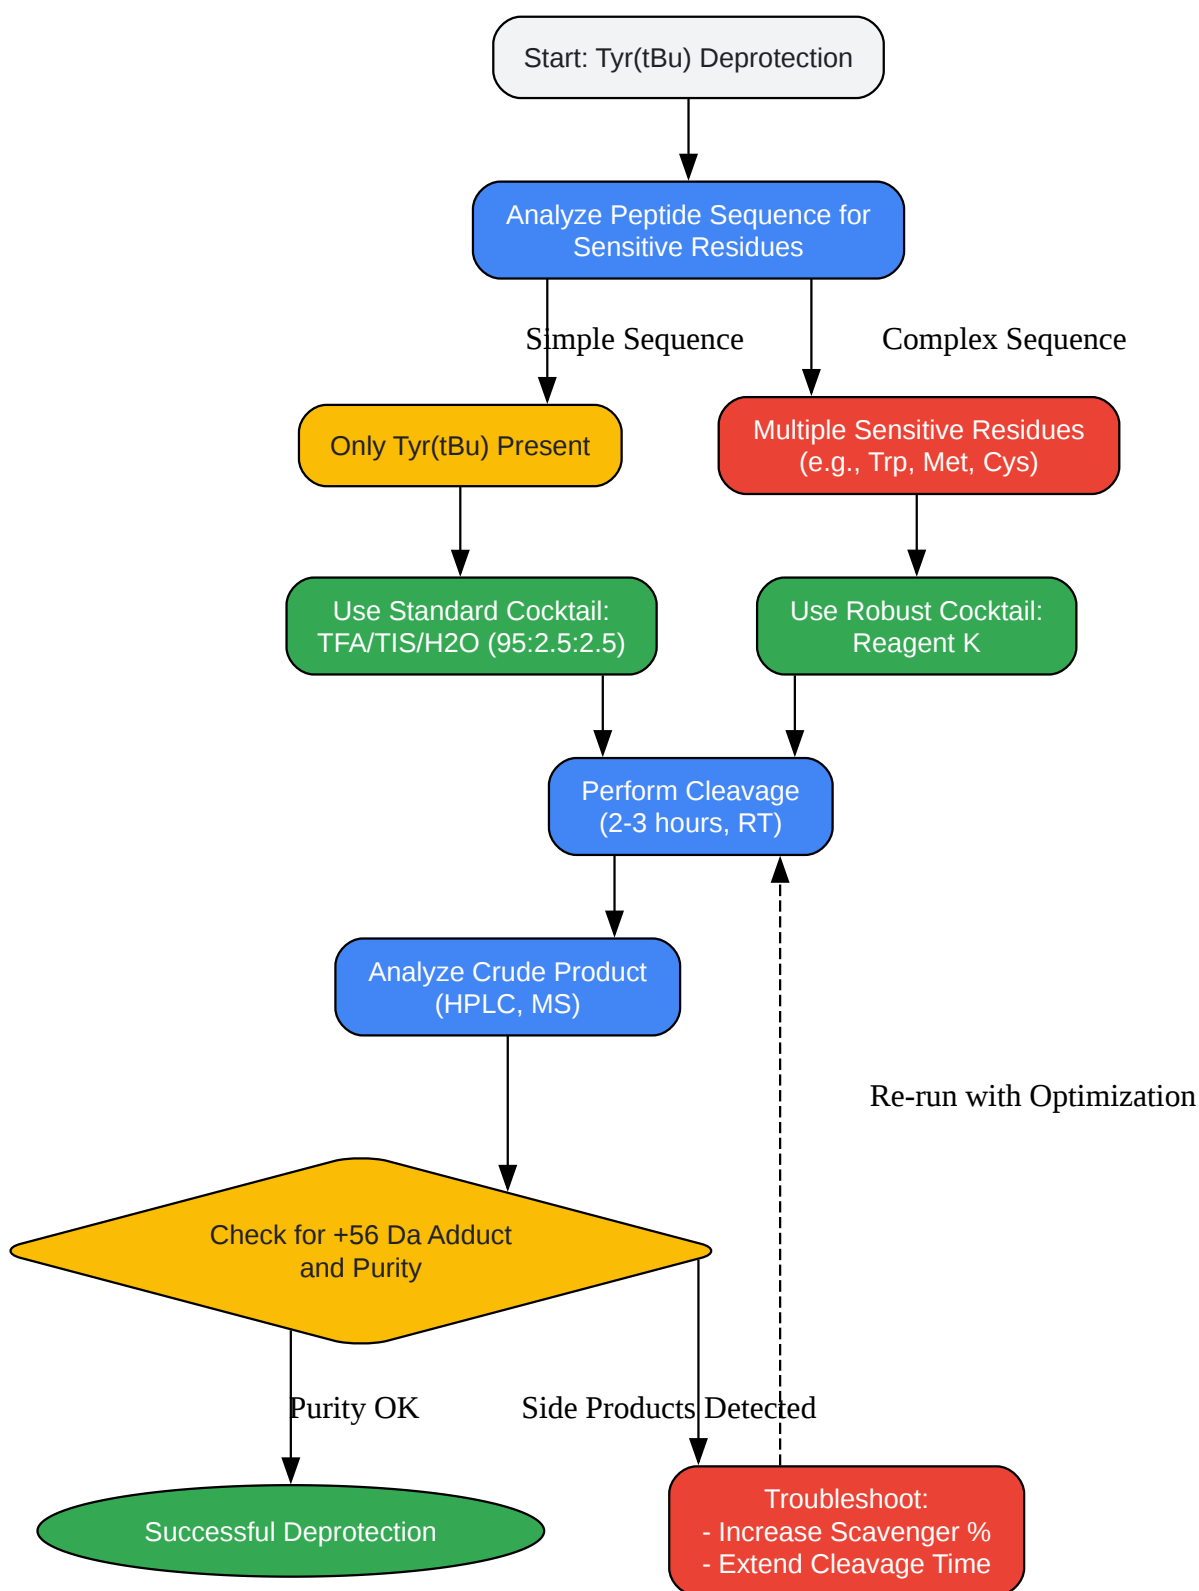 Start: Tyr(tBu) Deprotection
Analyze Peptide Sequence for
Sensitive Residues
Simple Sequence
Complex Sequence
Only Tyr(tBu) Present
Multiple Sensitive Residues
(e.g., Trp, Met, Cys)
Use Standard Cocktail:
TFA/TIS/H2O (95:2.5:2.5)
Use Robust Cocktail:
Reagent K
Perform Cleavage
(2-3 hours, RT)
Analyze Crude Product
(HPLC, MS)
Re-run with Optimization
Check for +56 Da Adduct
and Purity
Purity OK
Side Products Detected
Successful Deprotection
Troubleshoot:
- Increase Scavenger %
- Extend Cleavage Time